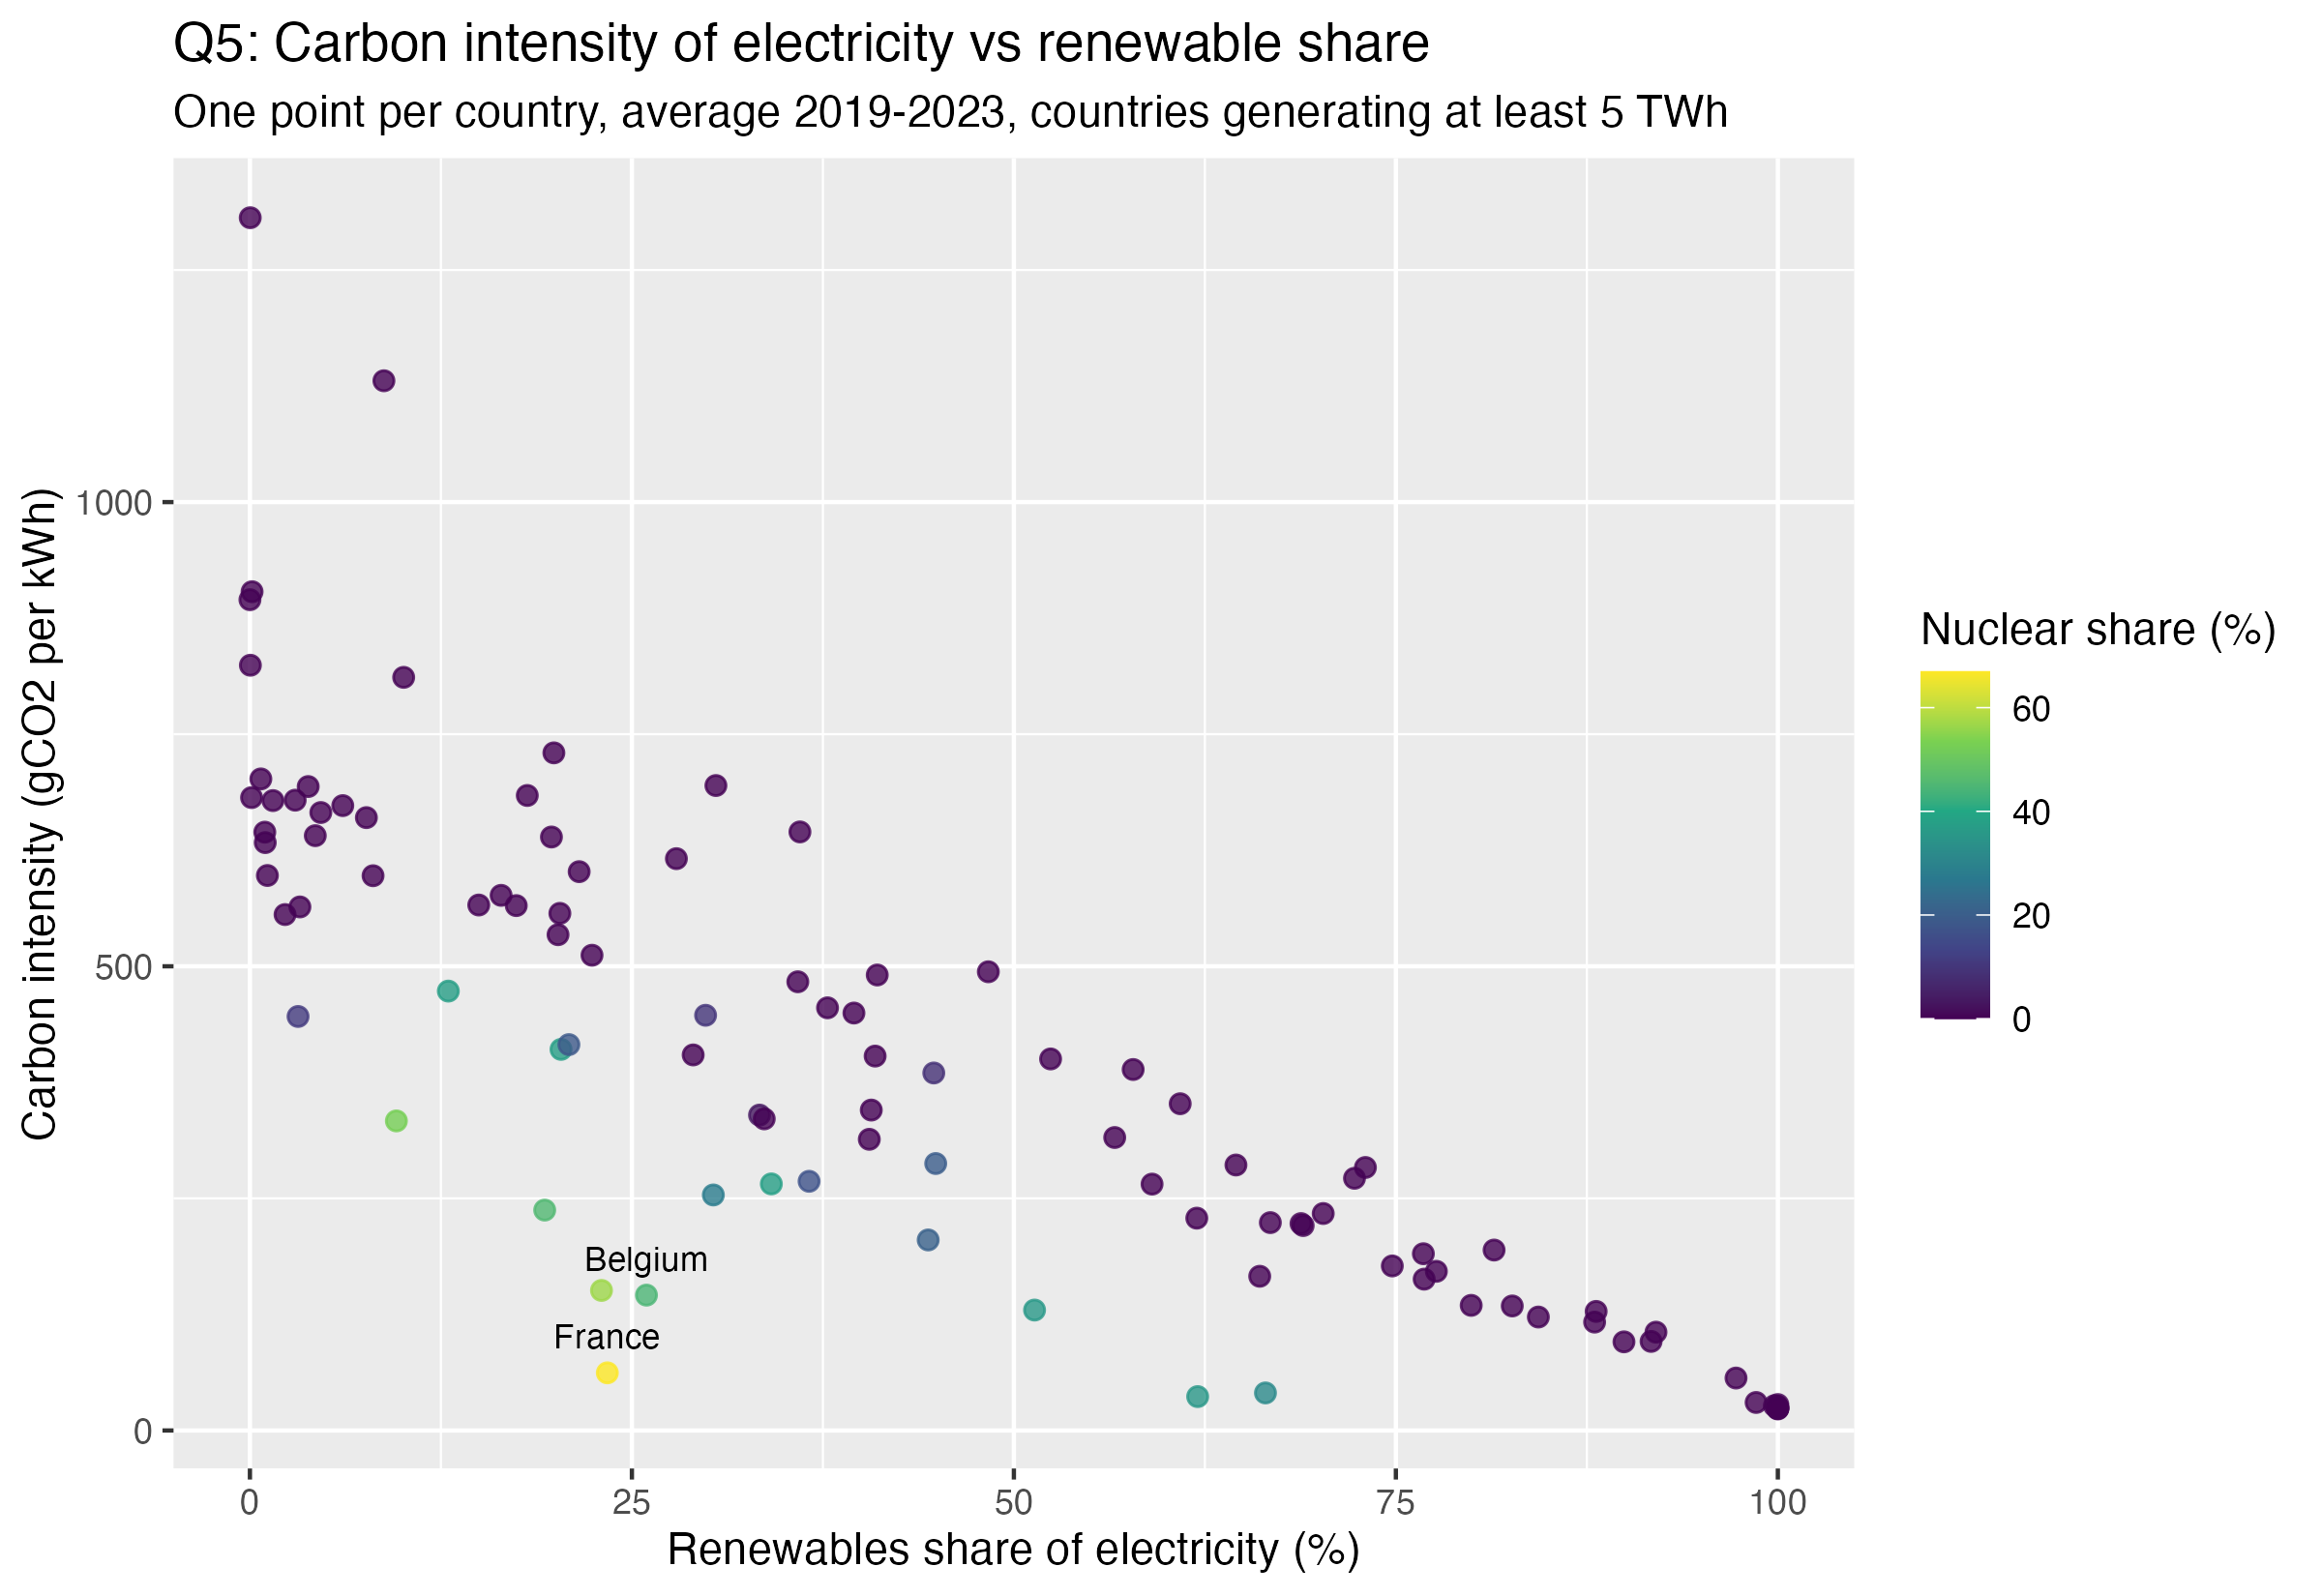 Q5: Carbon intensity of electricity vs renewable share
One point per country, average 2019-2023, countries generating at least 5 TWh
Carbon intensity (gCO2 per kWh)
1000
500
0
Belgium
France
0
25
50
75
100
Renewables share of electricity (%)
Nuclear share (%)
60
40
20
0